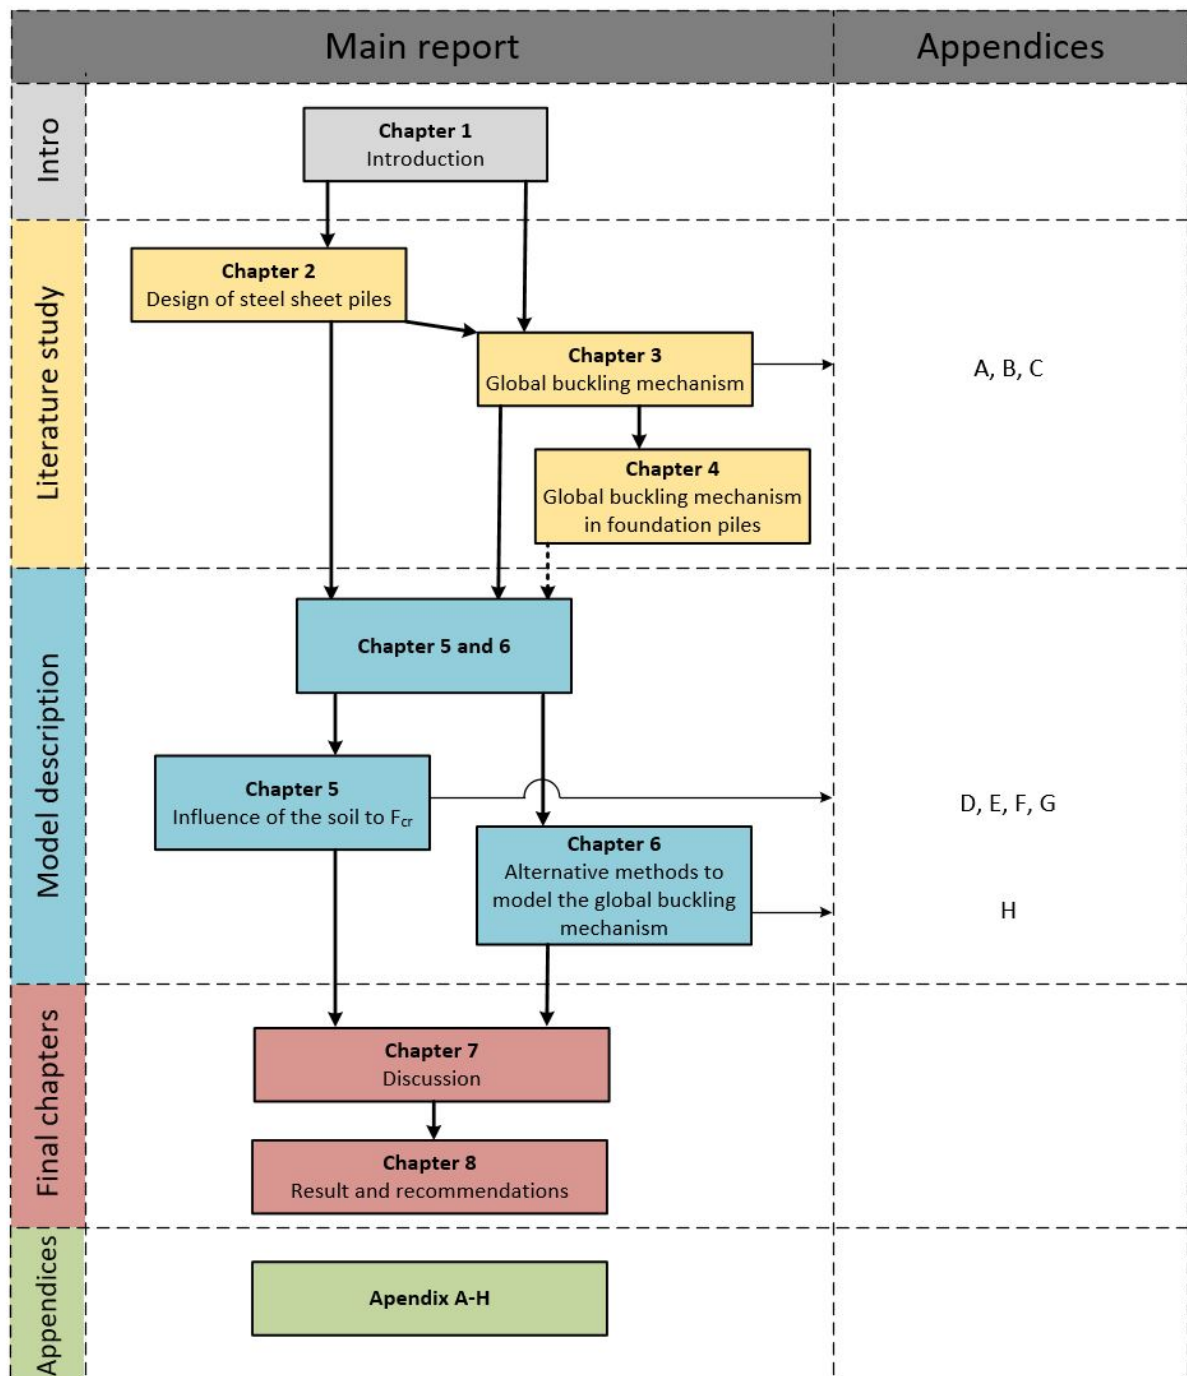 Main report
Appendices
Intro
Chapter 1
Introduction
Literature study
Chapter 2
Design of steel sheet piles
Chapter 3
Global buckling mechanism
A, B, C
Chapter 4
Global buckling mechanism
in foundation piles
Model description
Chapter 5 and 6
Chapter 5
Influence of the soil to Fcr
D, E, F, G
Chapter 6
Alternative methods to
model the global buckling
mechanism
H
Final chapters
Chapter 7
Discussion
Chapter 8
Result and recommendations
Appendices
Apendix A-H